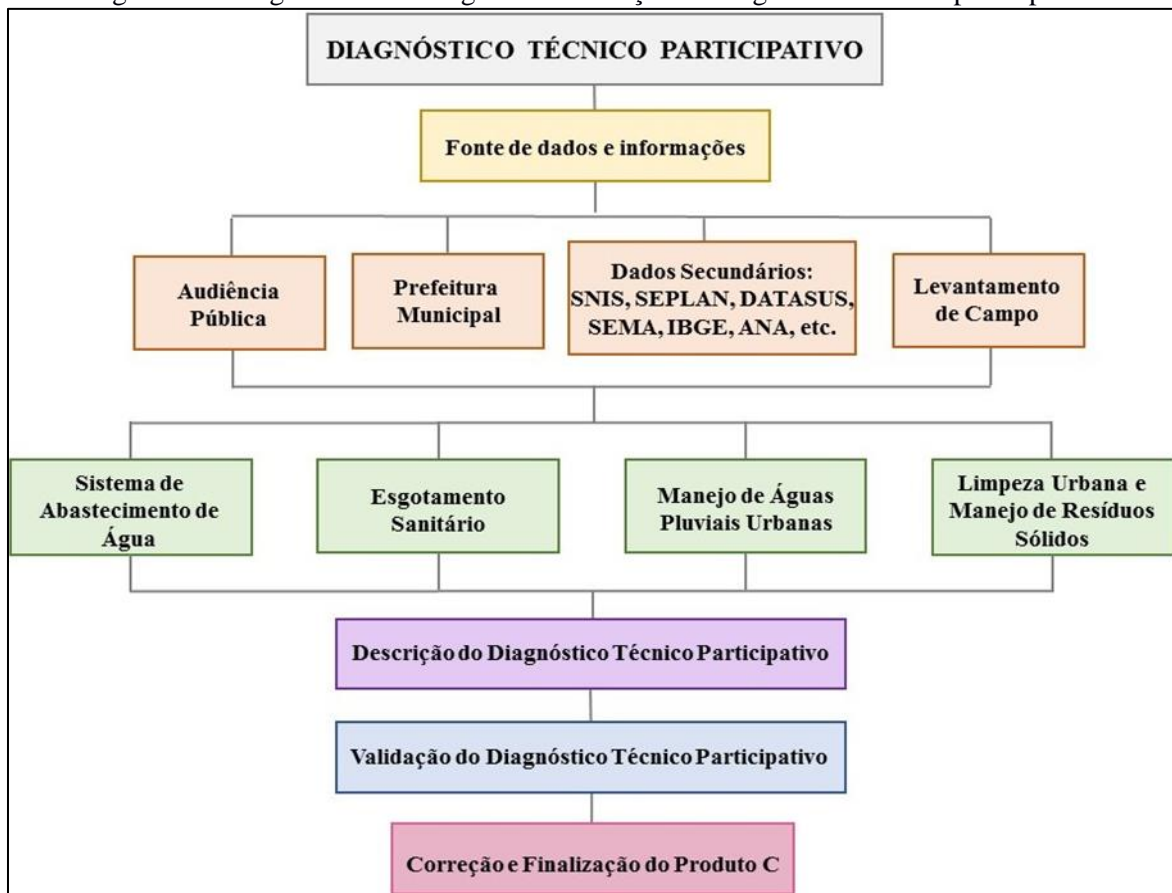 DIAGNÓSTICO TÉCNICO PARTICIPATIVO
Fonte de dados e informações
Audiência
Pública
Prefeitura
Municipal
Dados Secundários:
SNIS, SEPLAN, DATASUS,
SEMA, IBGE, ANA, etc.
Levantamento
de Campo
Sistema de
Abastecimento de
Água
Esgotamento
Sanitário
Manejo de Águas
Pluviais Urbanas
Limpeza Urbana e
Manejo de Resíduos
Sólidos
Descrição do Diagnóstico Técnico Participativo
Validação do Diagnóstico Técnico Participativo
Correção e Finalização do Produto C